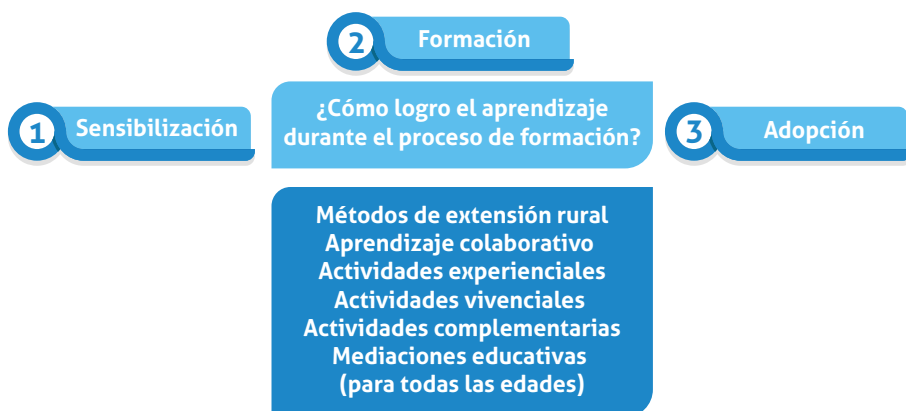 1
Sensibilización
2
Formación
¿Cómo logro el aprendizaje
durante el proceso de formación?
Métodos de extensión rural
Aprendizaje colaborativo
Actividades experienciales
Actividades vivenciales
Actividades complementarias
Mediaciones educativas
(para todas las edades)
3
Adopción